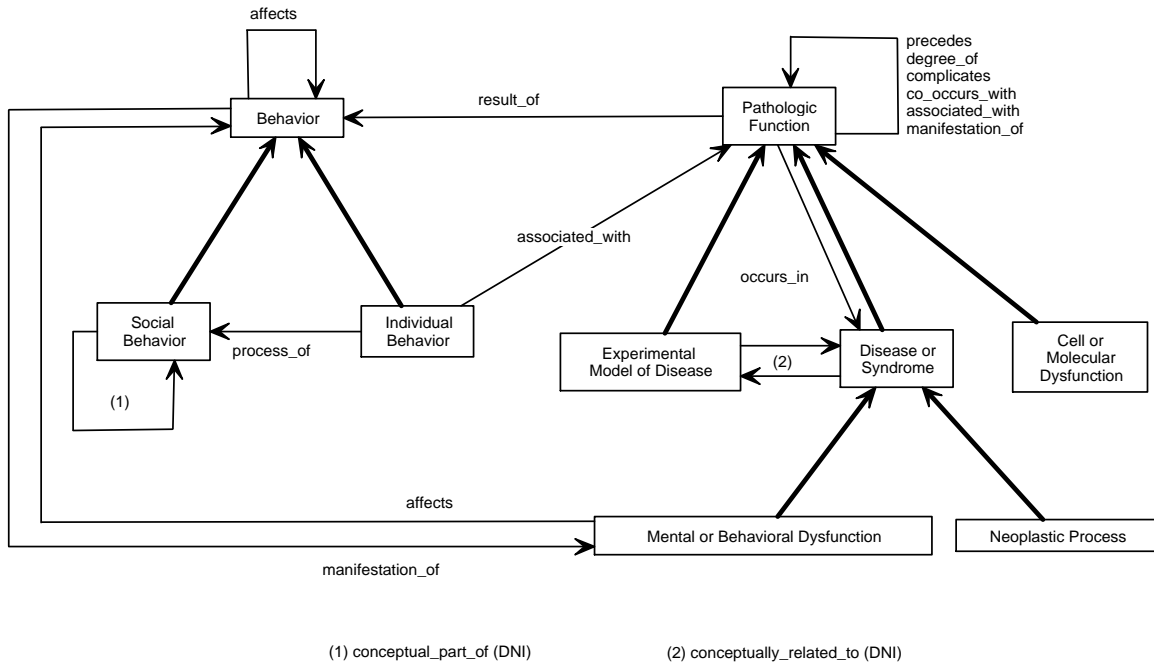 affects
precedes
degree_of
complicates
co_occurs_with
associated_with
manifestation_of
result_of
Behavior
Pathologic
Function
associated_with
occurs_in
Social
Behavior
Individual
Behavior
process_of
Experimental
Model of Disease
(2)
Disease or
Syndrome
Cell or
Molecular
Dysfunction
(1)
affects
Mental or Behavioral Dysfunction
Neoplastic Process
manifestation_of
(1) conceptual_part_of (DNI)
(2) conceptually_related_to (DNI)